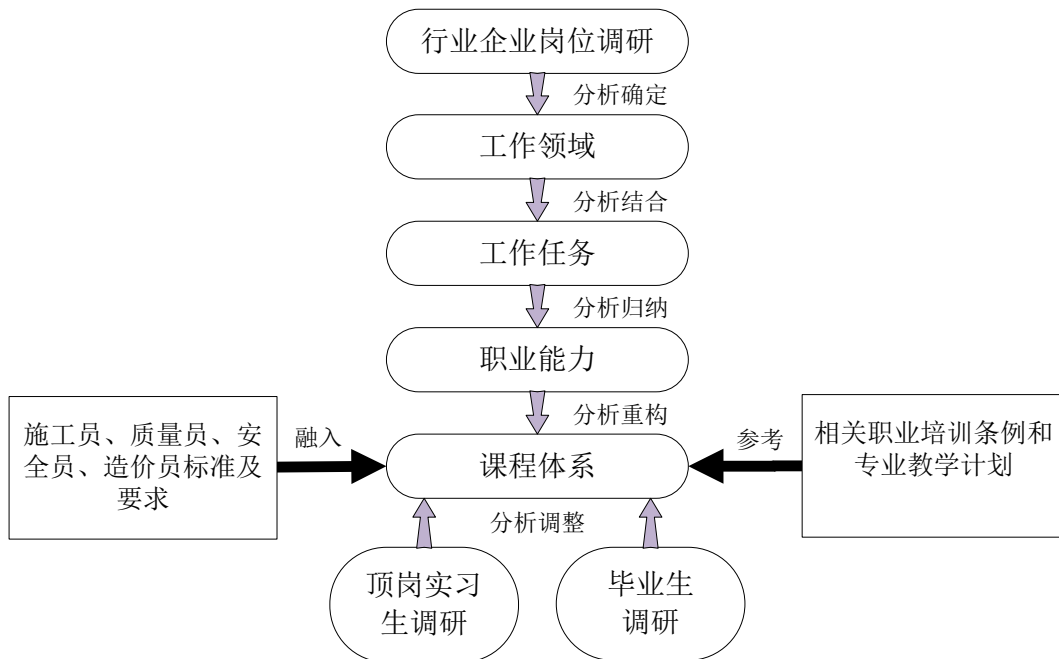 行业企业岗位调研
分析确定
工作领域
分析结合
工作任务
分析归纳
职业能力
分析重构
施工员、质量员、安
全员、造价员标准及
要求
融入
课程体系
参考
相关职业培训条例和
专业教学计划
分析调整
顶岗实习
生调研
毕业生
调研